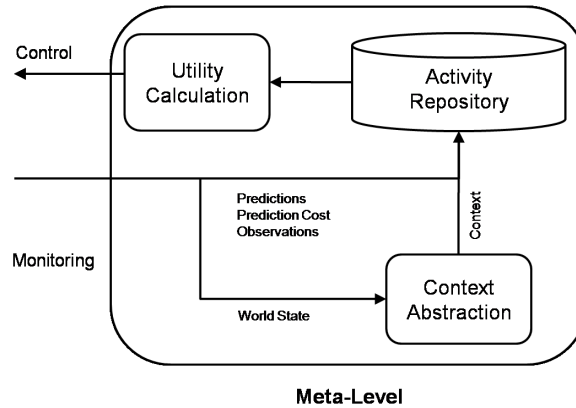 Control
Utility
Calculation
Activity
Repository
Predictions
Prediction Cost
Observations
Context
Monitoring
World State
Context
Abstraction
Meta-Level